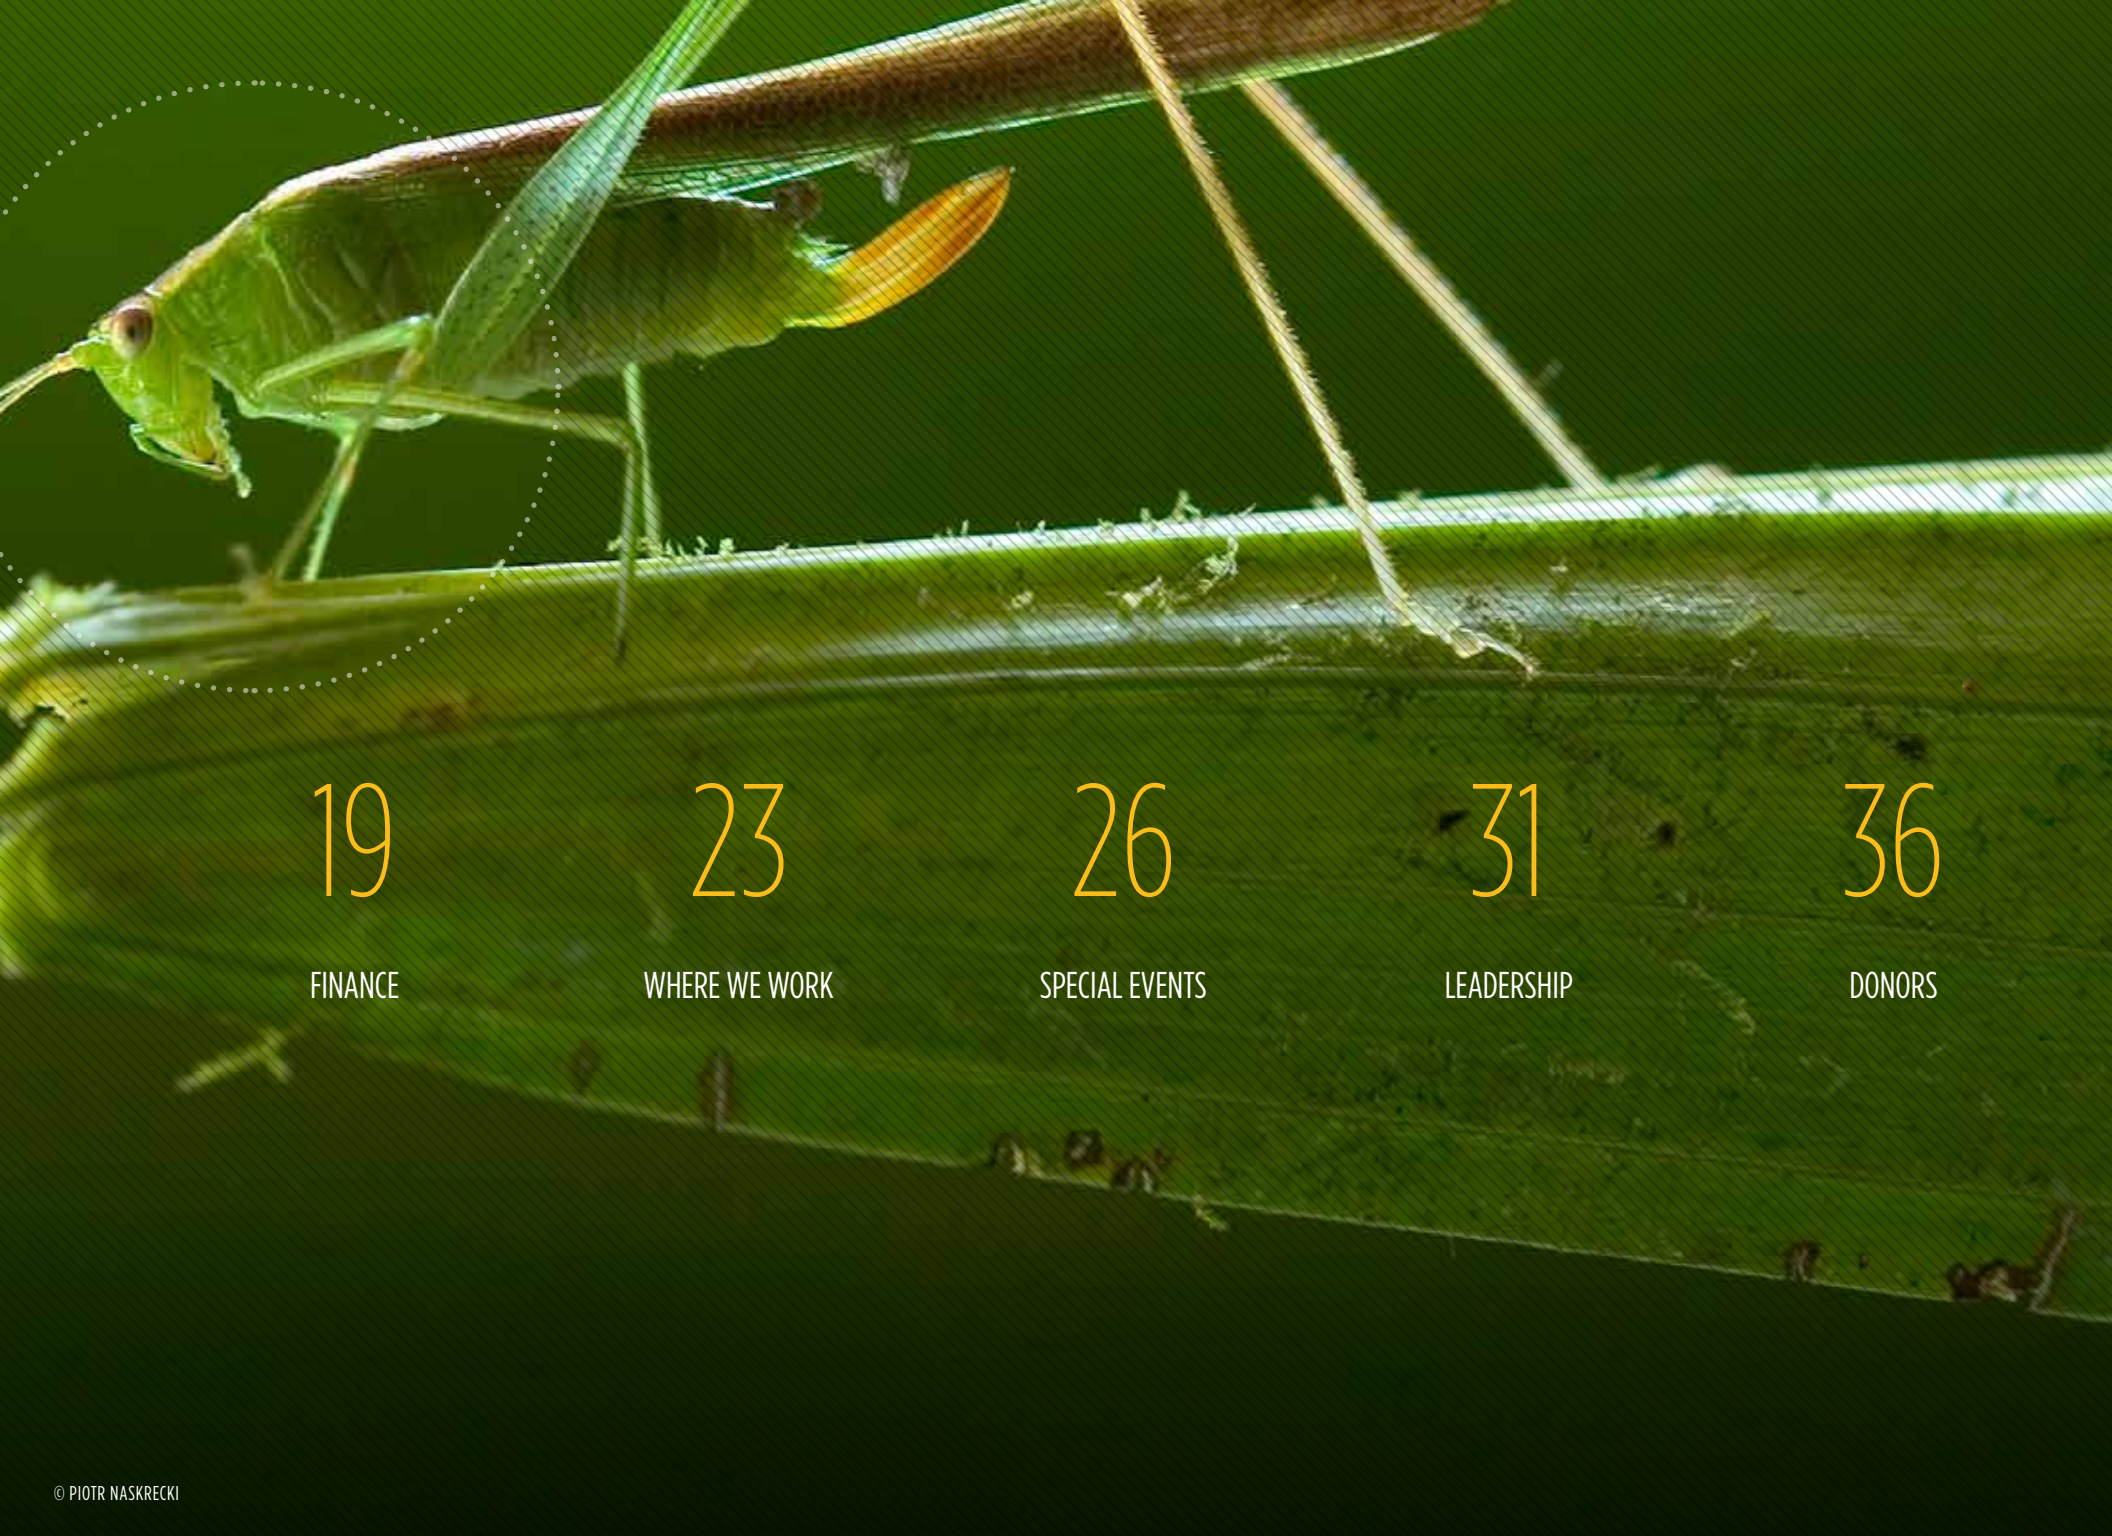 19 23 26 31 36
FINANCE WHERE WE WORK SPECIAL EVENTS LEADERSHIP DONORS
© PIOTR NASKRECKI